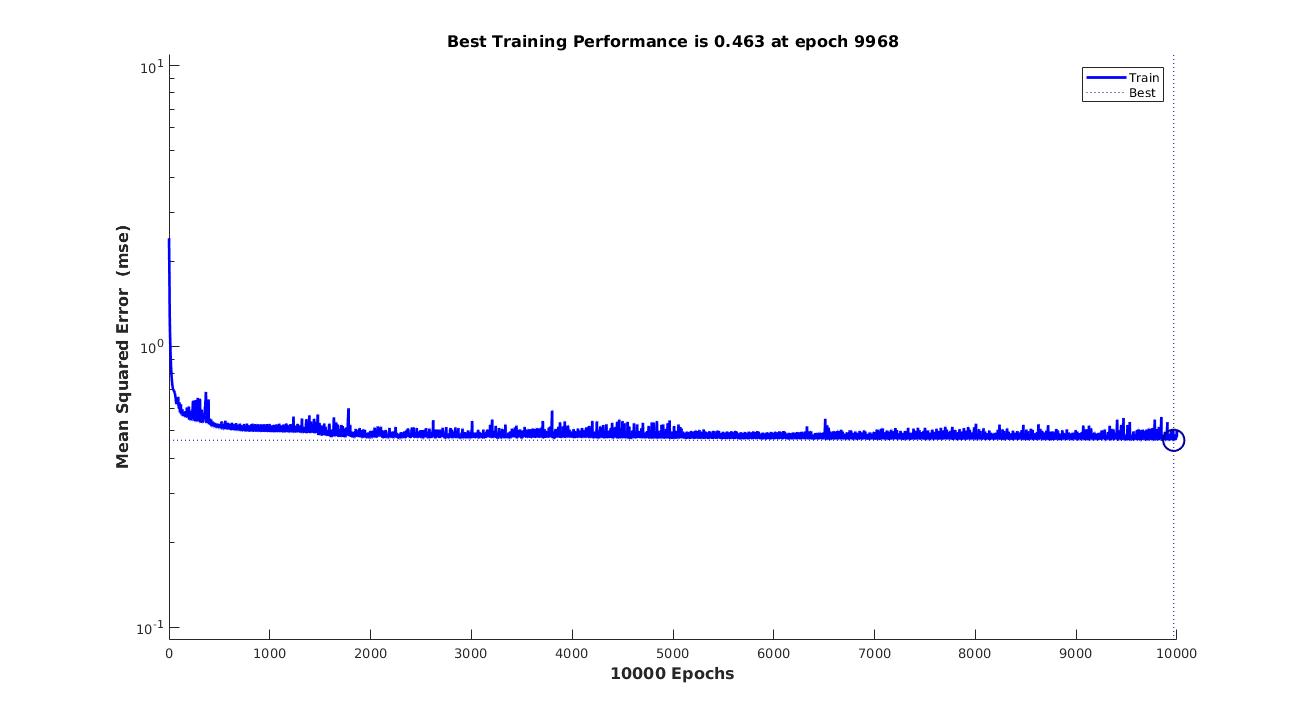 Best Training Performance is 0.463 at epoch 9968
10^1
Train
Best
Mean Squared Error  (mse)
10^0
10^-1
0 1000 2000 3000 4000 5000 6000 7000 8000 9000 10000
10000 Epochs